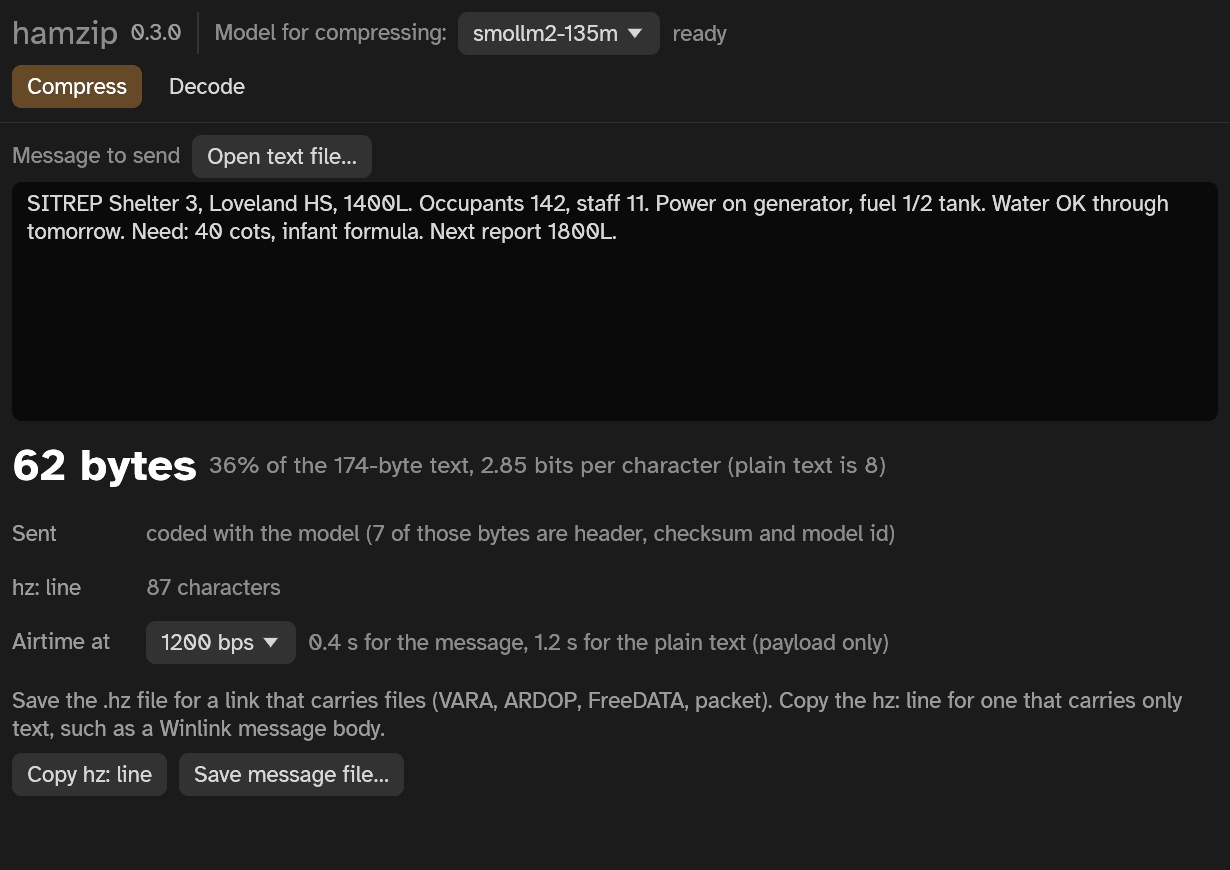 hamzip 0.3.0 Model for compressing: smollm2-135m ▼ ready
Compress Decode
Message to send Open text file...
SITREP Shelter 3, Loveland HS, 1400L. Occupants 142, staff 11. Power on generator, fuel 1/2 tank. Water OK through
tomorrow. Need: 40 cots, infant formula. Next report 1800L.
62 bytes 36% of the 174-byte text, 2.85 bits per character (plain text is 8)
Sent coded with the model (7 of those bytes are header, checksum and model id)
hz: line 87 characters
Airtime at 1200 bps ▼ 0.4 s for the message, 1.2 s for the plain text (payload only)
Save the .hz file for a link that carries files (VARA, ARDOP, FreeDATA, packet). Copy the hz: line for one that carries only
text, such as a Winlink message body.
Copy hz: line Save message file...